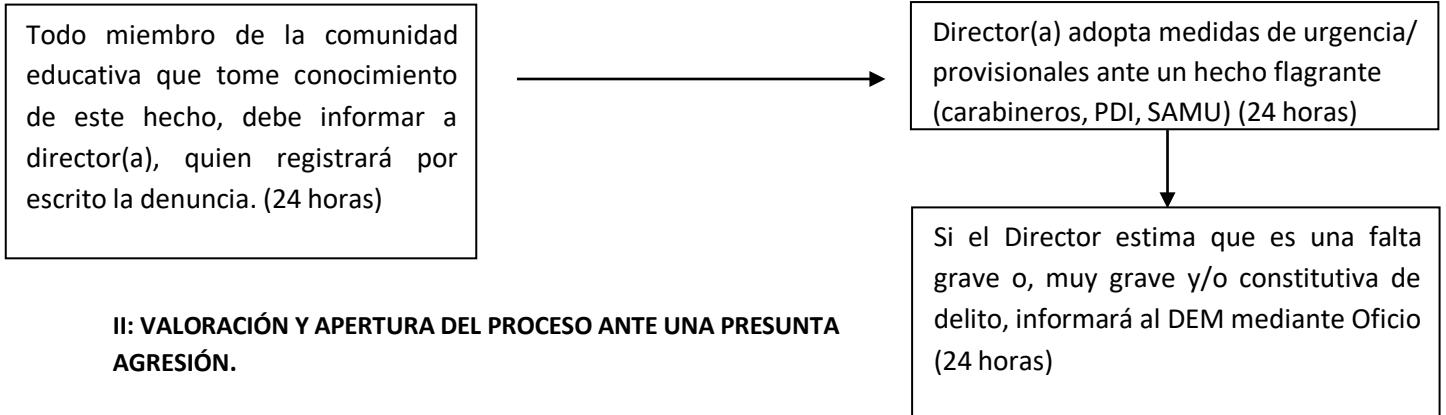 Todo miembro de la comunidad
educativa que tome conocimiento
de este hecho, debe informar a
director(a), quien registrará por
escrito la denuncia. (24 horas)
Director(a) adopta medidas de urgencia/
provisionales ante un hecho flagrante
(carabineros, PDI, SAMU) (24 horas)
Si el Director estima que es una falta
grave o, muy grave y/o constitutiva de
delito, informará al DEM mediante Oficio
(24 horas)
II: VALORACIÓN Y APERTURA DEL PROCESO ANTE UNA PRESUNTA
AGRESIÓN.